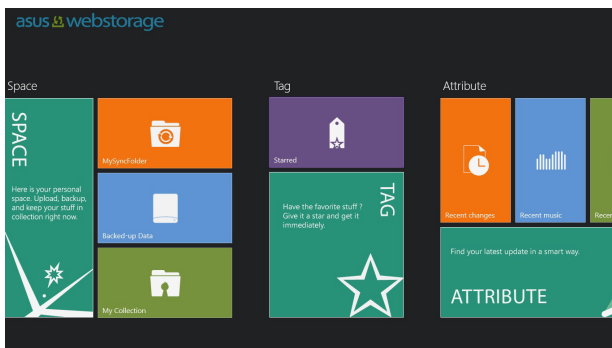 asus webstorage
Space
SPACE
Here is your personal
space. Upload, backup,
and keep your stuff in
collection right now.
MySyncFolder
Backed-up Data
My Collection
Tag
Starred
Have the favorite stuff ?
Give it a star and get it
immediately.
TAG
Attribute
Recent changes
Recent music
Find your latest update in a smart way.
ATTRIBUTE